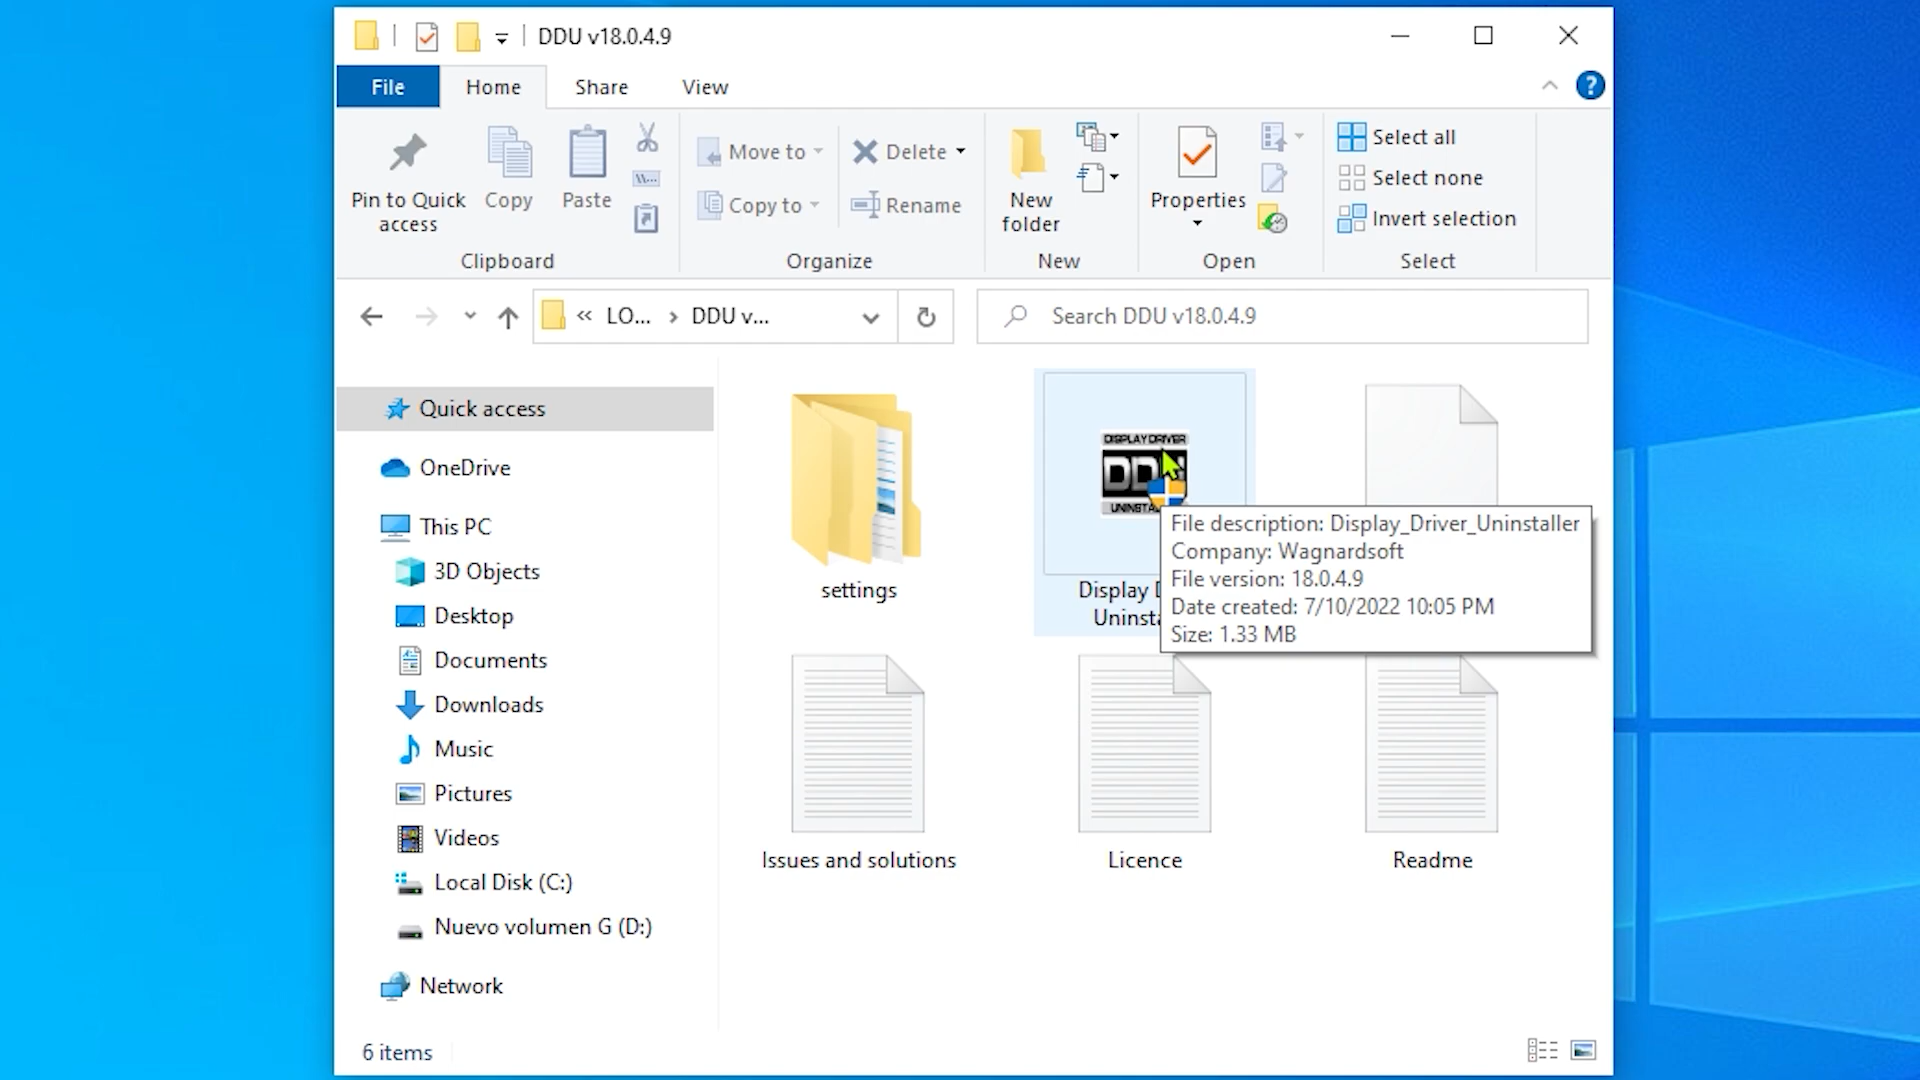 DDU v18.0.4.9
File
Home
Share
View
Pin to Quick access
Copy
Paste
Move to
Copy to
Delete
Rename
New folder
Properties
Select all
Select none
Invert selection
Clipboard
Organize
New
Open
Select
« LO... › DDU v...
Search DDU v18.0.4.9
Quick access
OneDrive
This PC
3D Objects
Desktop
Documents
Downloads
Music
Pictures
Videos
Local Disk (C:)
Nuevo volumen G (D:)
Network
settings
DISPLAY DRIVER
Display
File description: Display_Driver_Uninstaller
Company: Wagnardsoft
File version: 18.0.4.9
Date created: 7/10/2022 10:05 PM
Size: 1.33 MB
Issues and solutions
Licence
Readme
6 items